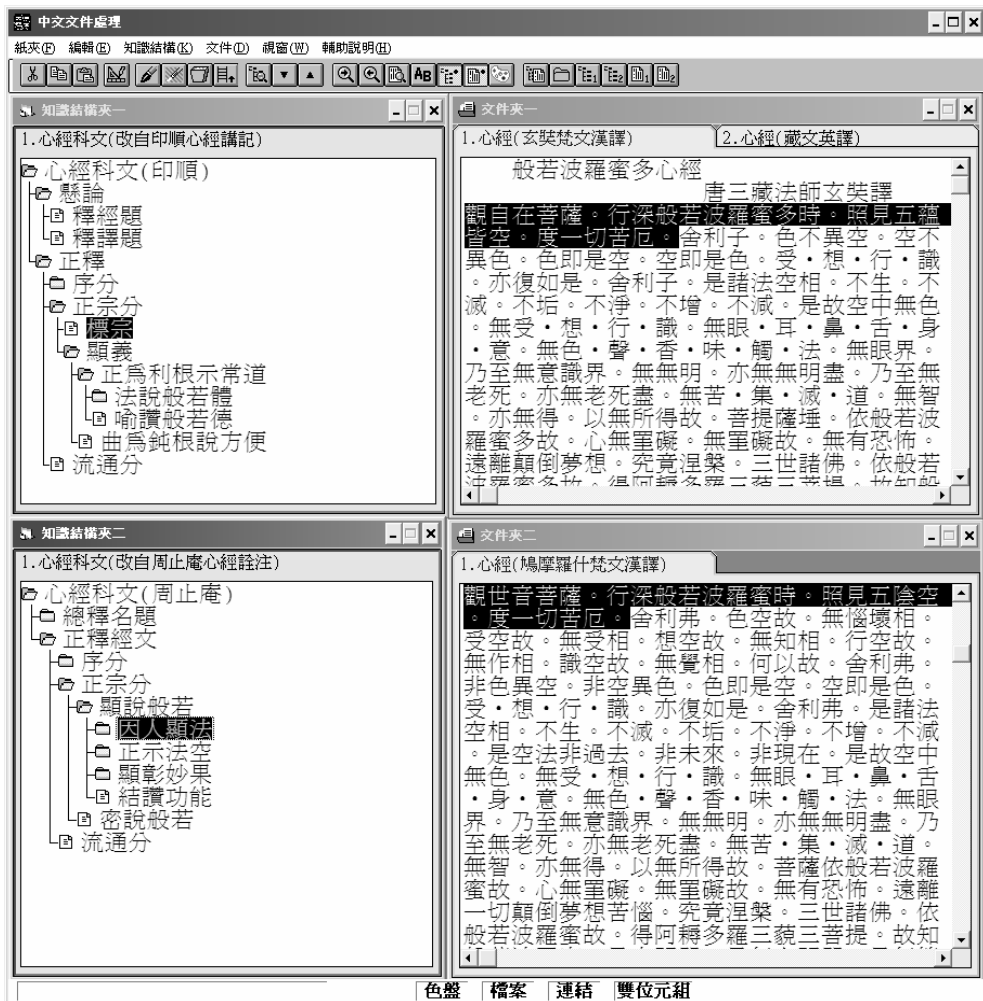 中文文件處理
紙夾(F) 編輯(E) 知識結構(K) 文件(D) 視窗(W) 輔助說明(H)
知識結構夾一
1.心經科文(改自印順心經講記)
心經科文(印順)
懸論
釋經題
釋譯題
正釋
序分
正宗分
標宗
顯義
正爲利根示常道
法說般若體
喻讚般若德
曲爲鈍根說方便
流通分
文件夾一
1.心經(玄奘梵文漢譯) 2.心經(藏文英譯)
般若波羅蜜多心經
唐三藏法師玄奘譯
觀自在菩薩。行深般若波羅蜜多時。照見五蘊
皆空。度一切苦厄。舍利子。色不異空。空不
異色。色即是空。空即是色。受・想・行・識
。亦復如是。舍利子。是諸法空相。不生。不
滅。不垢。不淨。不增。不減。是故空中無色
。無受・想・行・識。無眼・耳・鼻・舌・身
・意。無色・聲・香・味・觸・法。無眼界。
乃至無意識界。無無明。亦無無明盡。乃至無
老死。亦無老死盡。無苦・集・滅・道。無智
。亦無得。以無所得故。菩提薩埵。依般若波
羅蜜多故。心無罣礙。無罣礙故。無有恐怖。
遠離顛倒夢想。究竟涅槃。三世諸佛。依般若
波羅蜜多故。得阿耨多羅三藐三菩提。故知般
知識結構夾二
1.心經科文(改自周止庵心經詮注)
心經科文(周止庵)
總釋名題
正釋經文
序分
正宗分
顯說般若
因人顯法
正示法空
顯彰妙果
結讚功能
密說般若
流通分
文件夾二
1.心經(鳩摩羅什梵文漢譯)
觀世音菩薩。行深般若波羅蜜時。照見五陰空
。度一切苦厄。舍利弗。色空故。無惱壞相。
受空故。無受相。想空故。無知相。行空故。
無作相。識空故。無覺相。何以故。舍利弗。
非色異空。非空異色。色即是空。空即是色。
受・想・行・識。亦復如是。舍利弗。是諸法
空相。不生。不滅。不垢。不淨。不增。不減
。是空法非過去。非未來。非現在。是故空中
無色。無受・想・行・識。無眼・耳・鼻・舌
・身・意。無色・聲・香・味・觸・法。無眼
界。乃至無意識界。無無明。亦無無明盡。乃
至無老死。亦無老死盡。無苦・集・滅・道。
無智。亦無得。以無所得故。菩薩依般若波羅
蜜故。心無罣礙。無罣礙故。無有恐怖。遠離
一切顛倒夢想苦惱。究竟涅槃。三世諸佛。依
般若波羅蜜故。得阿耨多羅三藐三菩提。故知
色盤 檔案 連結 雙位元組